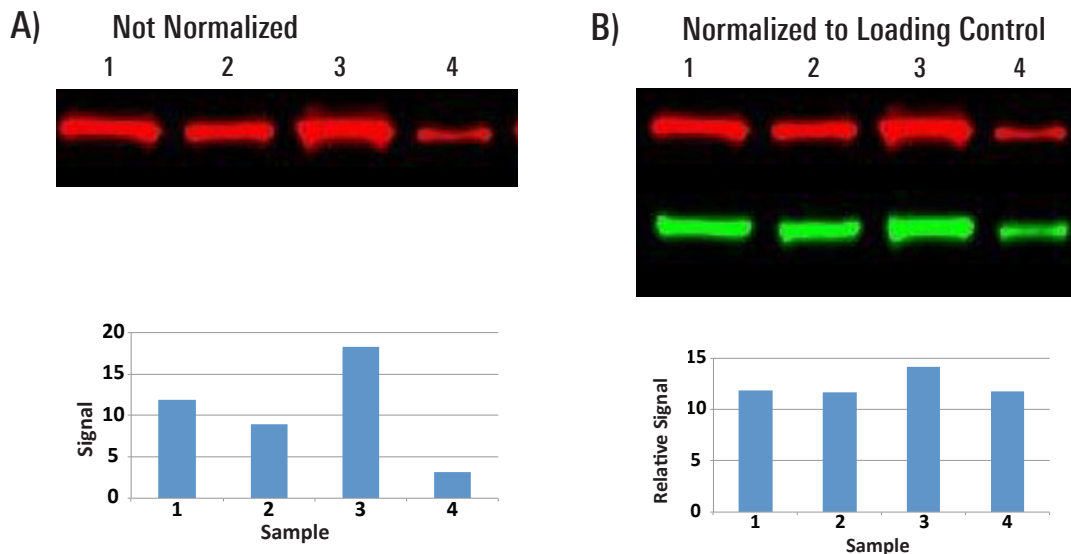 A) Not Normalized
1 2 3 4
20
15
10
5
0
Signal
1 2 3 4
Sample
B) Normalized to Loading Control
1 2 3 4
15
10
5
0
Relative Signal
1 2 3 4
Sample